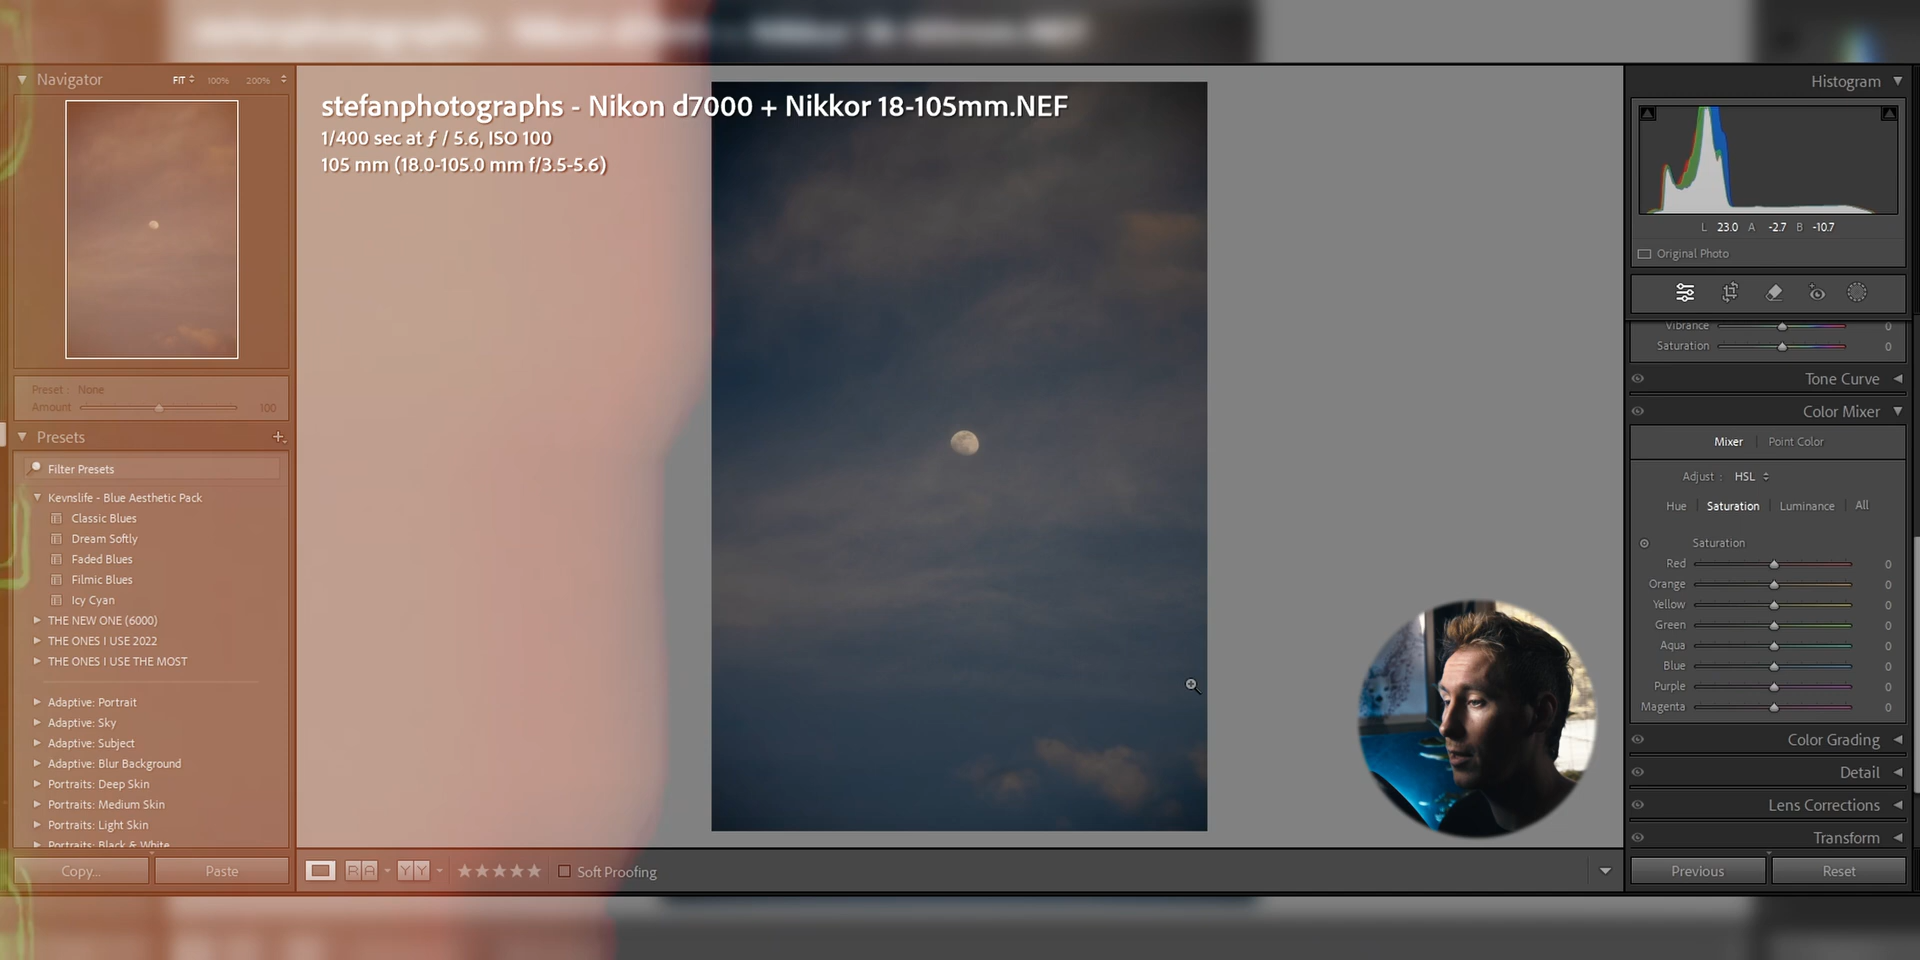 Navigator
FIT 100% 200%
Preset : None
Amount 100
Presets
Filter Presets
Kevnslife - Blue Aesthetic Pack
Classic Blues
Dream Softly
Faded Blues
Filmic Blues
Icy Cyan
THE NEW ONE (6000)
THE ONES I USE 2022
THE ONES I USE THE MOST
Adaptive: Portrait
Adaptive: Sky
Adaptive: Subject
Adaptive: Blur Background
Portraits: Deep Skin
Portraits: Medium Skin
Portraits: Light Skin
Portraits: Black & White
Copy... Paste
stefanphotographs - Nikon d7000 + Nikkor 18-105mm.NEF
1/400 sec at ƒ / 5.6, ISO 100
105 mm (18.0-105.0 mm f/3.5-5.6)
R A Y Y Soft Proofing
Histogram
L 23.0 A -2.7 B -10.7
Original Photo
Vibrance 0
Saturation 0
Tone Curve
Color Mixer
Mixer Point Color
Adjust : HSL
Hue Saturation Luminance All
Saturation
Red 0
Orange 0
Yellow 0
Green 0
Aqua 0
Blue 0
Purple 0
Magenta 0
Color Grading
Detail
Lens Corrections
Transform
Previous Reset